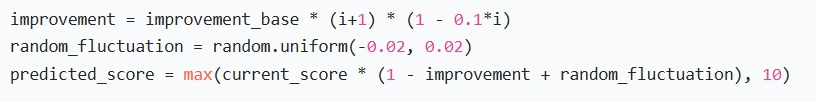 improvement = improvement_base * (i+1) * (1 - 0.1*i)
random_fluctuation = random.uniform(-0.02, 0.02)
predicted_score = max(current_score * (1 - improvement + random_fluctuation), 10)